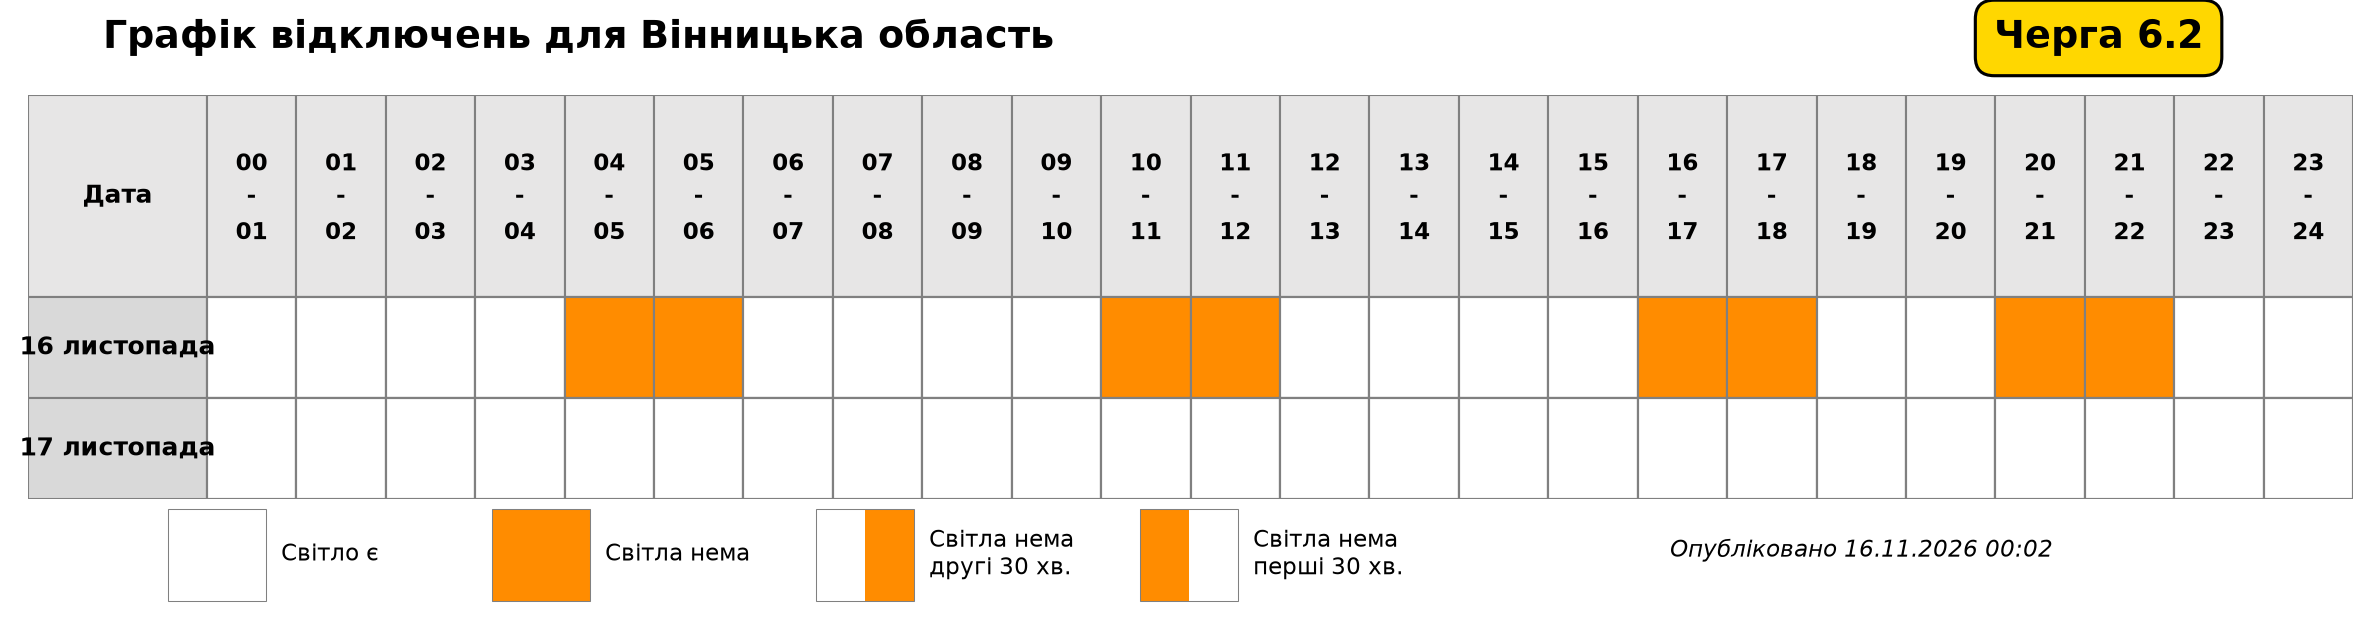 Графік відключень для Вінницька область
Черга 6.2
Дата
00 - 01
01 - 02
02 - 03
03 - 04
04 - 05
05 - 06
06 - 07
07 - 08
08 - 09
09 - 10
10 - 11
11 - 12
12 - 13
13 - 14
14 - 15
15 - 16
16 - 17
17 - 18
18 - 19
19 - 20
20 - 21
21 - 22
22 - 23
23 - 24
16 листопада
17 листопада
Світло є
Світла нема
Світла нема
другі 30 хв.
Світла нема
перші 30 хв.
Опубліковано 16.11.2026 00:02